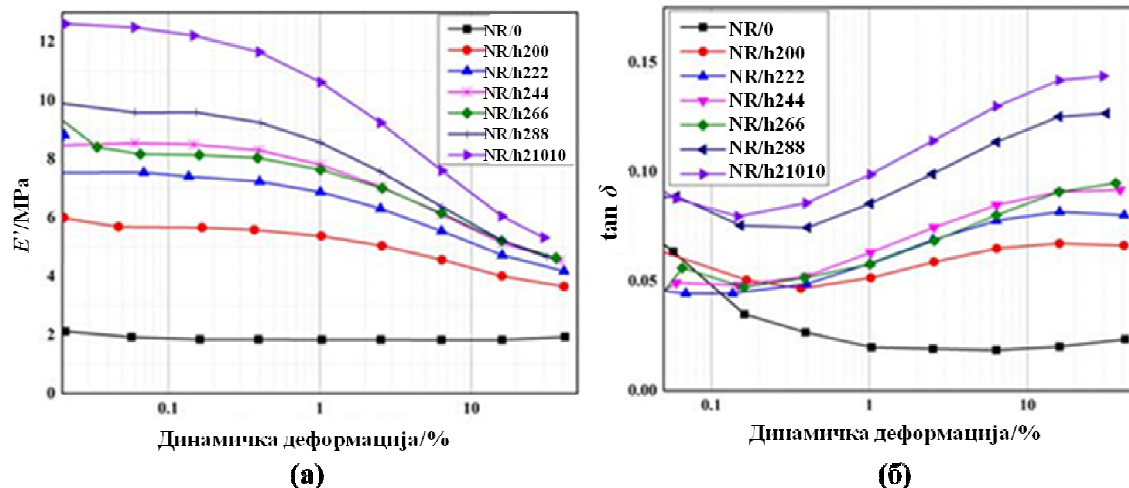 E’/MPa
12
10
8
6
4
2
0
0.1
1
10
NR/0
NR/h200
NR/h222
NR/h244
NR/h266
NR/h288
NR/h21010
Динамичка деформација/%
(а)
tan δ
0.15
0.10
0.05
0.00
0.1
1
10
NR/0
NR/h200
NR/h222
NR/h244
NR/h266
NR/h288
NR/h21010
Динамичка деформација/%
(б)